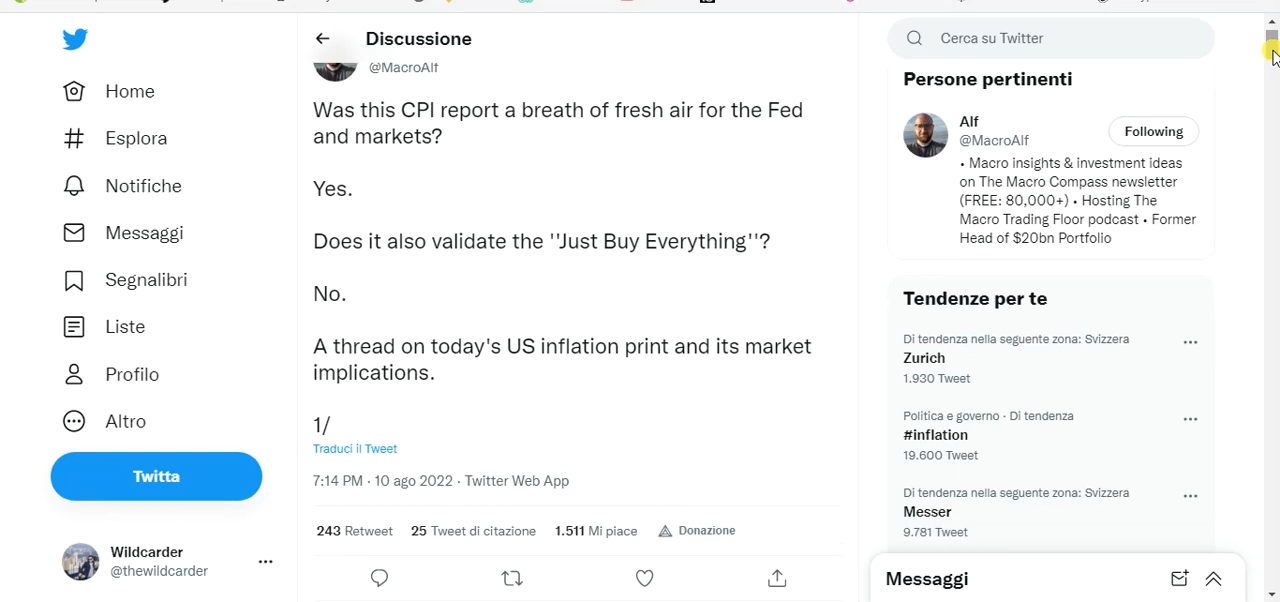 Home
Esplora
Notifiche
Messaggi
Segnalibri
Liste
Profilo
Altro
Twitta
Wildcarder
@thewildcarder
Discussione
@MacroAlf
Was this CPI report a breath of fresh air for the Fed
and markets?
Yes.
Does it also validate the ''Just Buy Everything''?
No.
A thread on today's US inflation print and its market
implications.
1/
Traduci il Tweet
7:14 PM · 10 ago 2022 · Twitter Web App
243 Retweet 25 Tweet di citazione 1.511 Mi piace Donazione
Cerca su Twitter
Persone pertinenti
Alf
@MacroAlf
Following
• Macro insights & investment ideas
on The Macro Compass newsletter
(FREE: 80,000+) • Hosting The
Macro Trading Floor podcast • Former
Head of $20bn Portfolio
Tendenze per te
Di tendenza nella seguente zona: Svizzera
Zurich
1.930 Tweet
Politica e governo · Di tendenza
#inflation
19.600 Tweet
Di tendenza nella seguente zona: Svizzera
Messer
9.781 Tweet
Messaggi